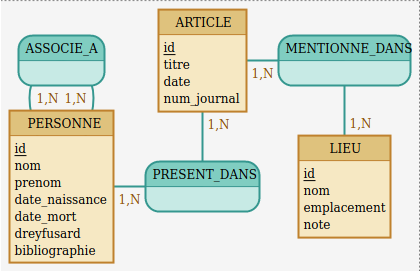 ASSOCIE_A
1,N 1,N
PERSONNE
id
nom
prenom
date_naissance
date_mort
dreyfusard
bibliographie
1,N
ARTICLE
id
titre
date
num_journal
1,N
1,N
PRESENT_DANS
MENTIONNE_DANS
1,N
LIEU
id
nom
emplacement
note